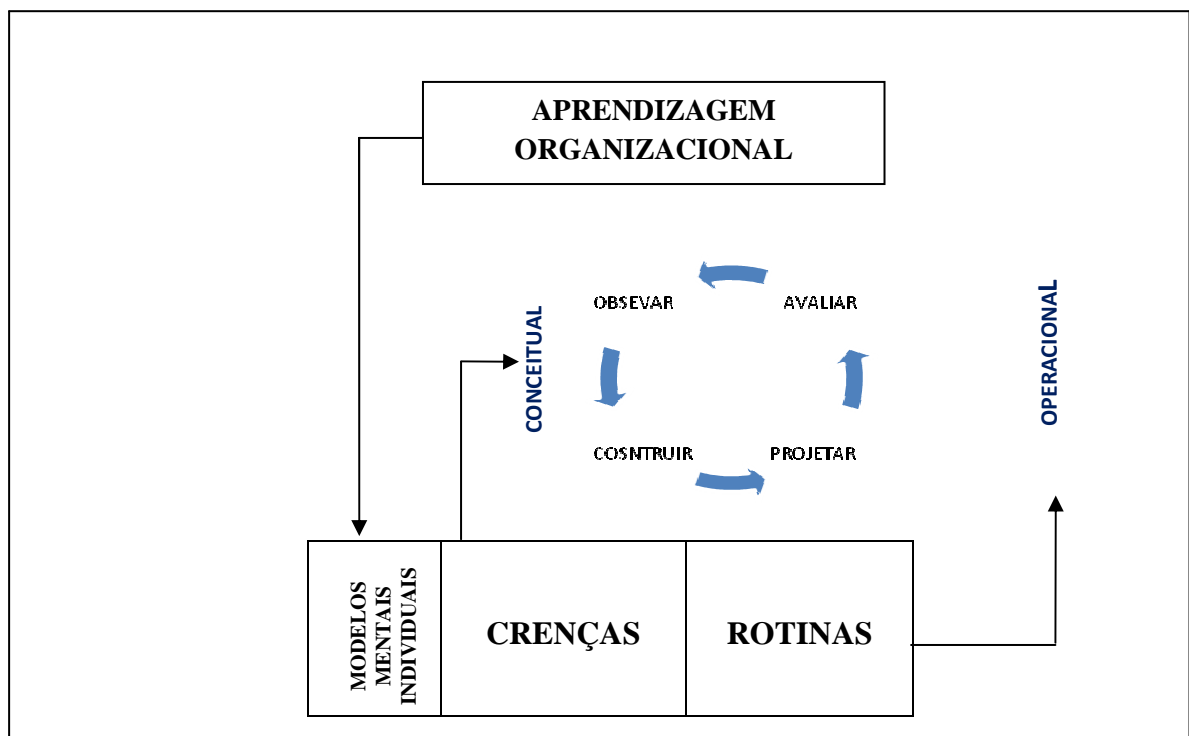 APRENDIZAGEM
ORGANIZACIONAL
OBSEVAR
AVALIAR
CONCEITUAL
OPERACIONAL
COSNTRUIR
PROJETAR
MODELOS
MENTAIS
INDIVIDUAIS
CRENÇAS
ROTINAS